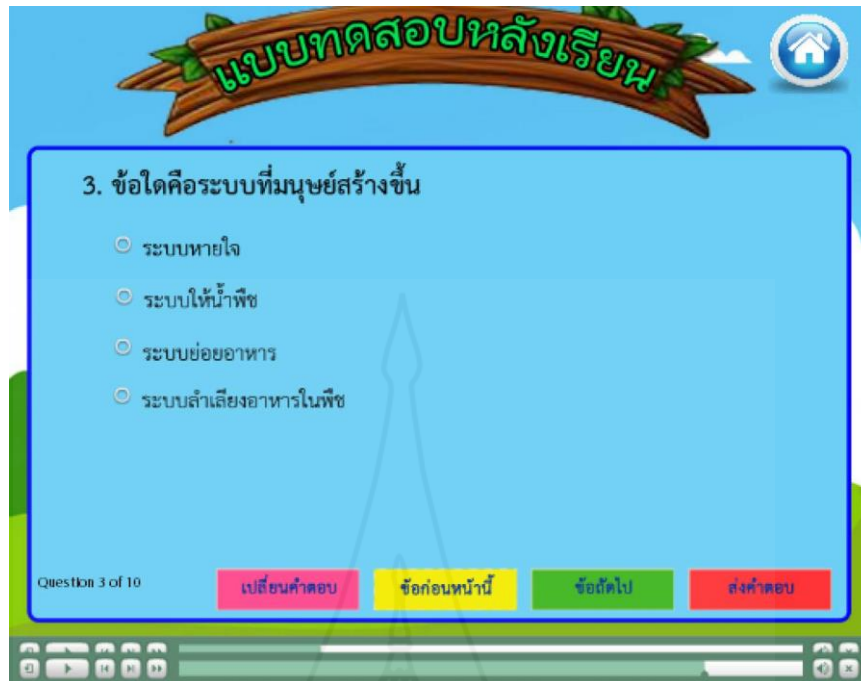 แบบทดสอบหลังเรียน
3. ข้อใดคือระบบที่มนุษย์สร้างขึ้น
ระบบหายใจ
ระบบให้น้ำพืช
ระบบย่อยอาหาร
ระบบลำเลียงอาหารในพืช
Question 3 of 10
เปลี่ยนคำตอบ
ข้อก่อนหน้านี้
ข้อถัดไป
ส่งคำตอบ